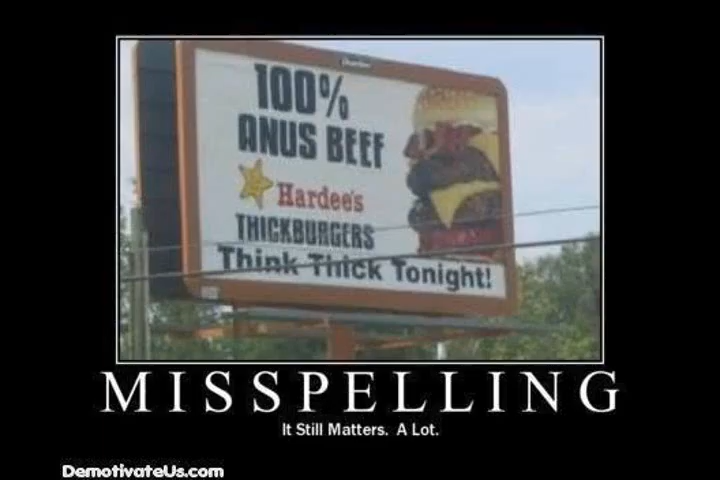 100%
ANUS BEEF
Hardee's
THICKBURGERS
Think Thick Tonight!
MISSPELLING
It Still Matters. A Lot.
DemotivateUs.com